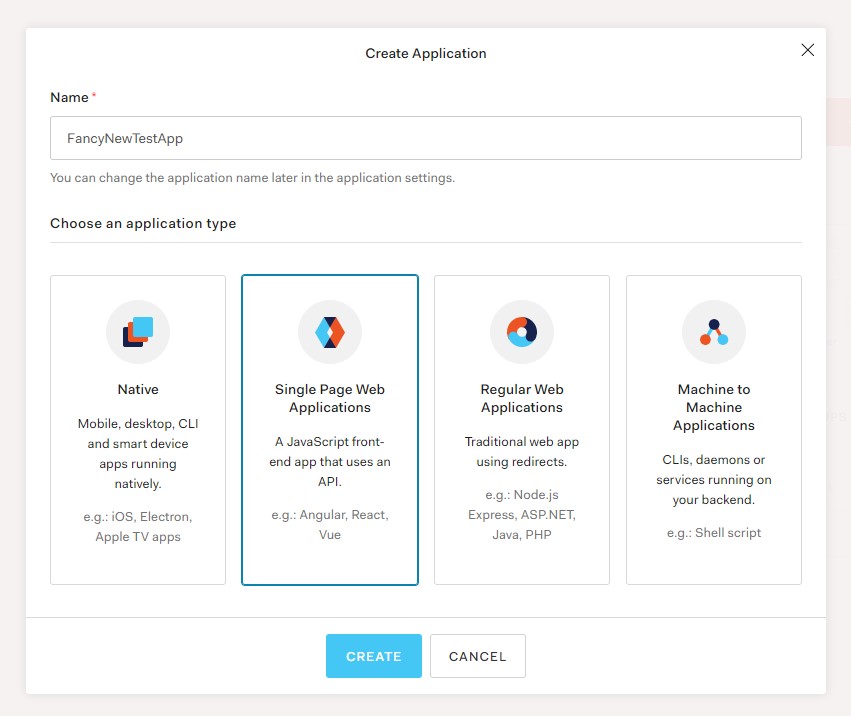 Create Application
Name *
FancyNewTestApp
You can change the application name later in the application settings.
Choose an application type
Native
Mobile, desktop, CLI
and smart device
apps running
natively.
e.g.: iOS, Electron,
Apple TV apps
Single Page Web
Applications
A JavaScript front-
end app that uses an
API.
e.g.: Angular, React,
Vue
Regular Web
Applications
Traditional web app
using redirects.
e.g.: Node.js
Express, ASP.NET,
Java, PHP
Machine to
Machine
Applications
CLIs, daemons or
services running on
your backend.
e.g.: Shell script
CREATE
CANCEL